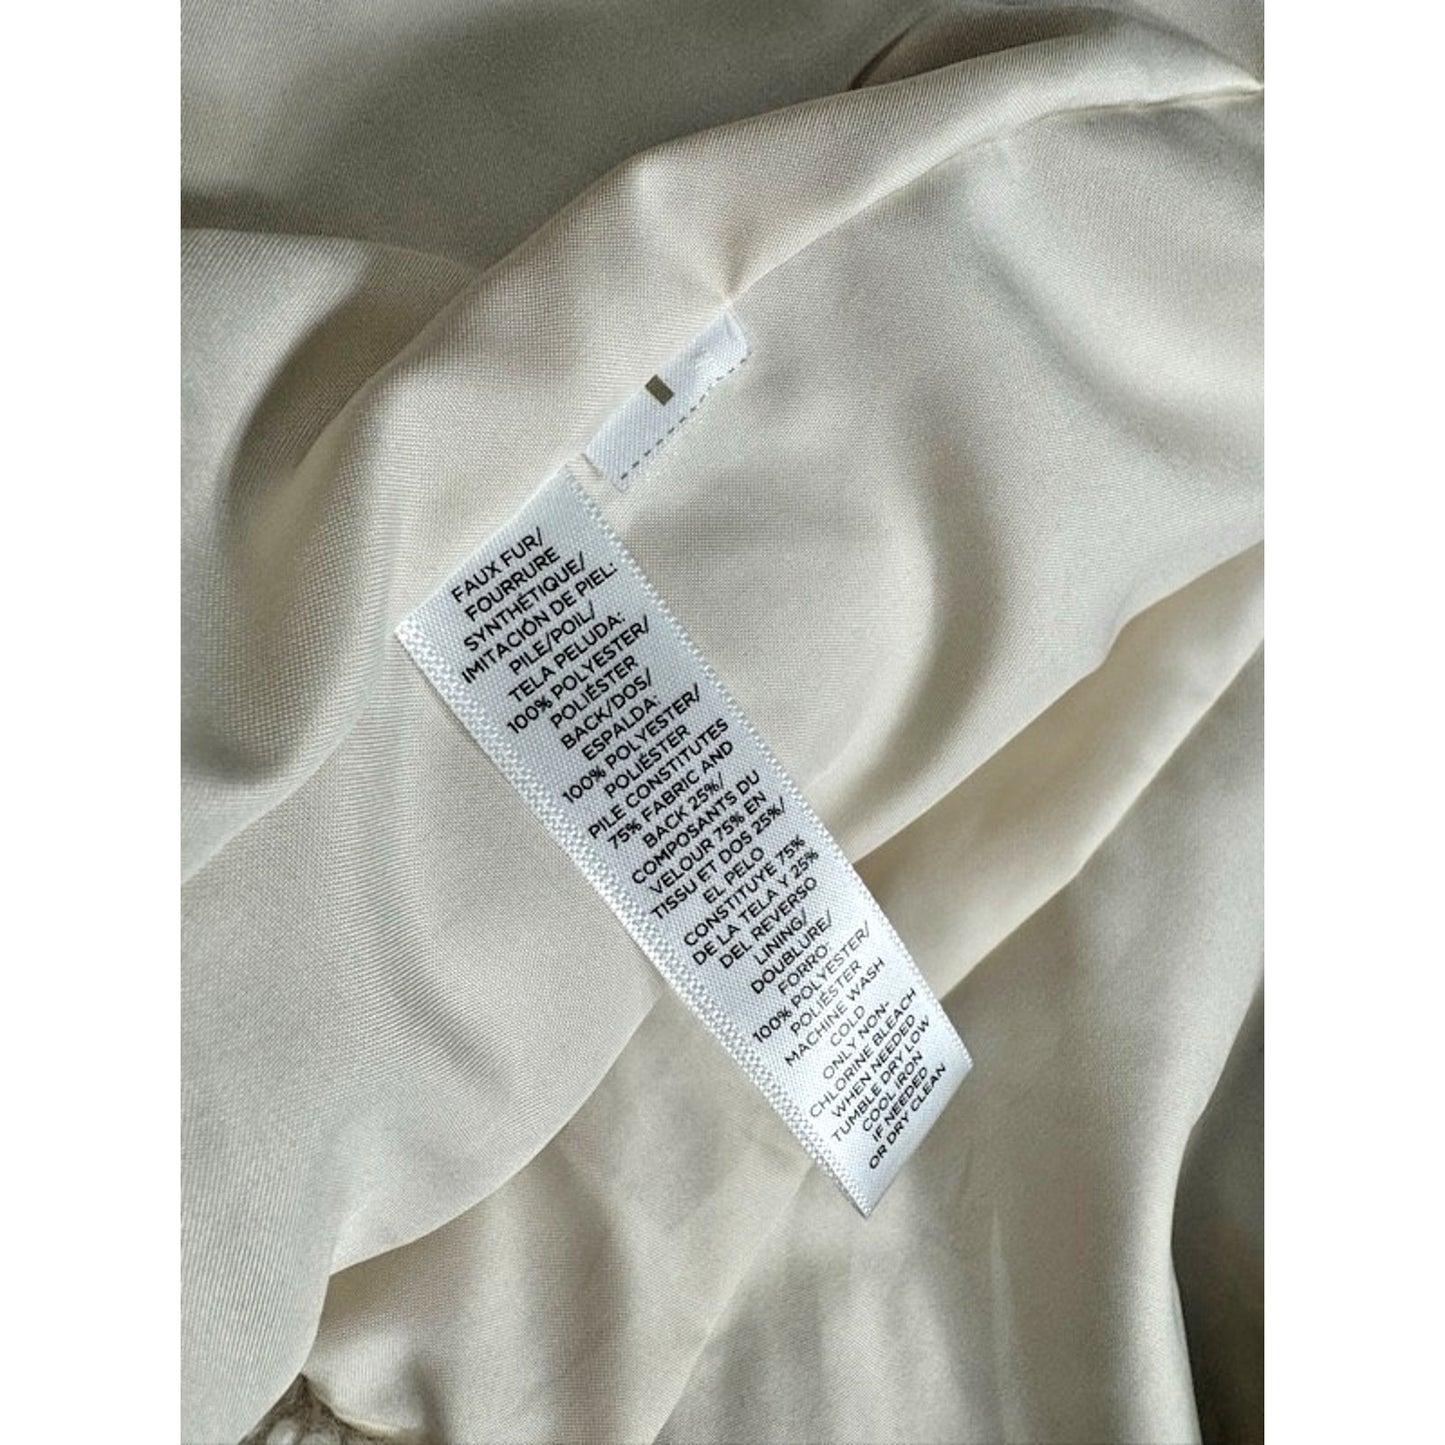 FAUX FUR/
FOURRURE
SYNTHÉTIQUE/
IMITACIÓN DE PIEL:
PILE/POIL/
TELA PELUDA:
100% POLYESTER/
POLIÉSTER
BACK/DOS/
ESPALDA:
100% POLYESTER/
POLIÉSTER
PILE CONSTITUTES
75% FABRIC AND
BACK 25%/
COMPOSANTS DU
VELOUR 75% EN
TISSU ET DOS 25%/
EL PELO
CONSTITUYE 75%
DE LA TELA Y 25%
DEL REVERSO
LINING/
DOUBLURE/
FORRO:
100% POLYESTER/
POLIÉSTER
MACHINE WASH
COLD
ONLY NON-
CHLORINE BLEACH
WHEN NEEDED
TUMBLE DRY LOW
COOL IRON
IF NEEDED
OR DRY CLEAN